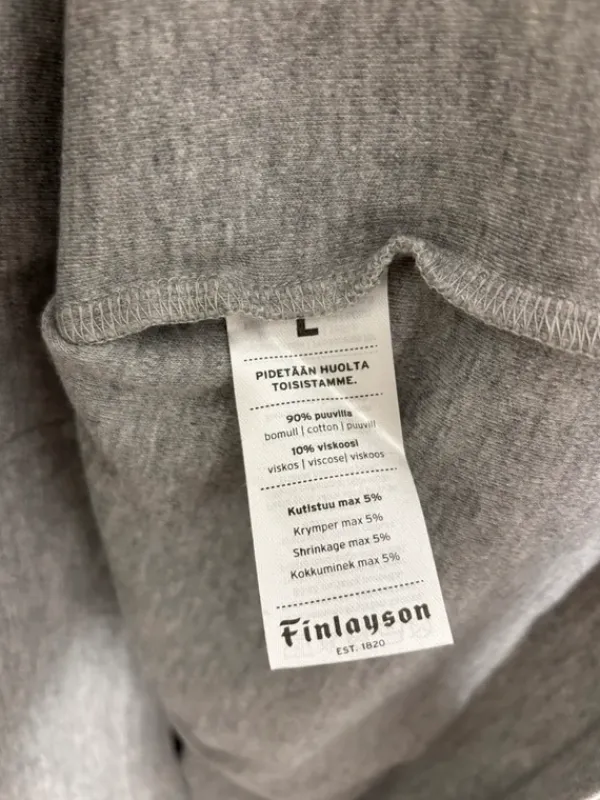 L
PIDETÄÄN HUOLTA
TOISISTAMME.
90% puuvilla
bomull | cotton | puuvill
10% viskoosi
viskos | viscose| viskoos
Kutistuu max 5%
Krymper max 5%
Shrinkage max 5%
Kokkuminek max 5%
Finlayson
EST. 1820